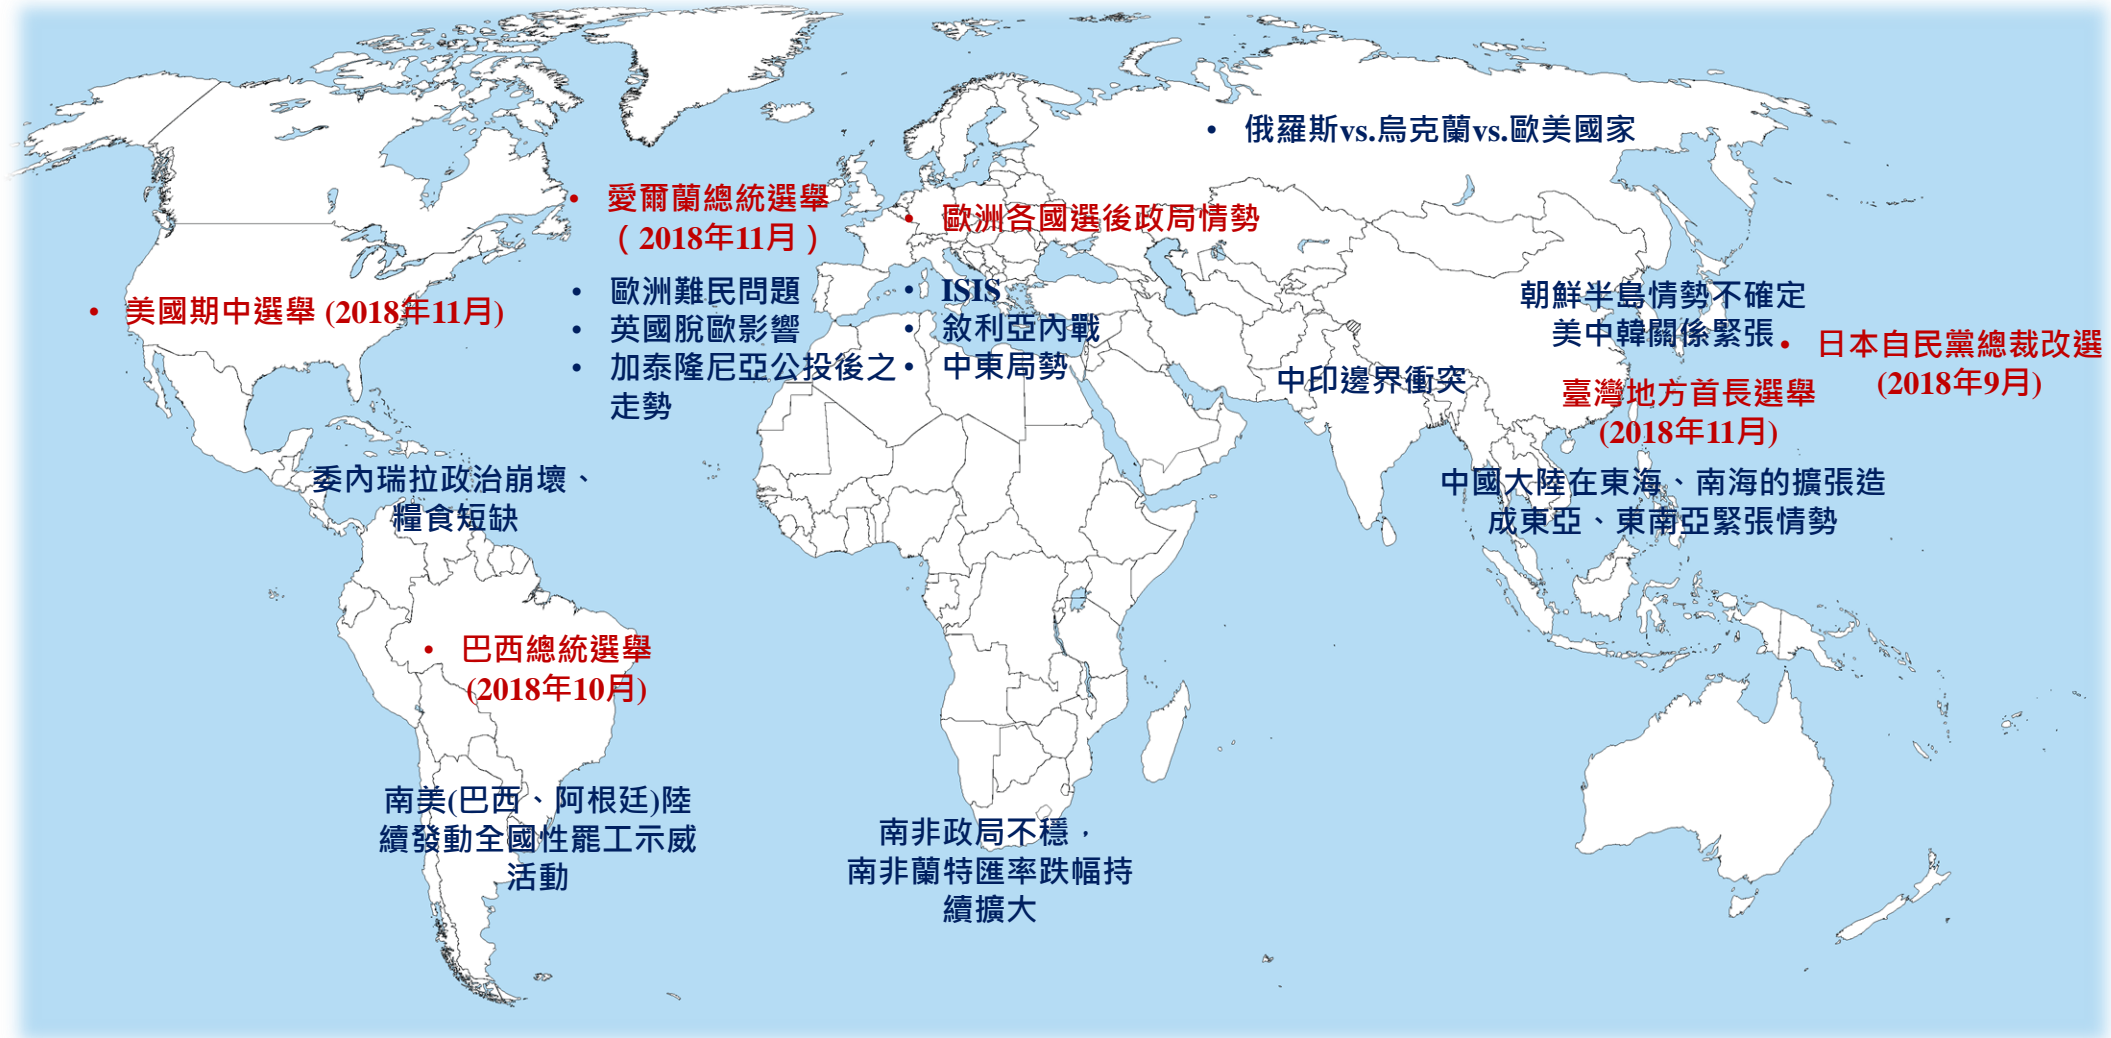 • 俄羅斯vs.烏克蘭vs.歐美國家
• 愛爾蘭總統選舉
（2018年11月）
• 歐洲各國選後政局情勢
• 美國期中選舉 (2018年11月)
• 歐洲難民問題
• 英國脫歐影響
• 加泰隆尼亞公投後之
走勢
• ISIS
• 敘利亞內戰
• 中東局勢
朝鮮半島情勢不確定
美中韓關係緊張
• 日本自民黨總裁改選
(2018年9月)
中印邊界衝突
臺灣地方首長選舉
(2018年11月)
中國大陸在東海、南海的擴張造
成東亞、東南亞緊張情勢
委內瑞拉政治崩壞、
糧食短缺
• 巴西總統選舉
(2018年10月)
南美(巴西、阿根廷)陸
續發動全國性罷工示威
活動
南非政局不穩，
南非蘭特匯率跌幅持
續擴大